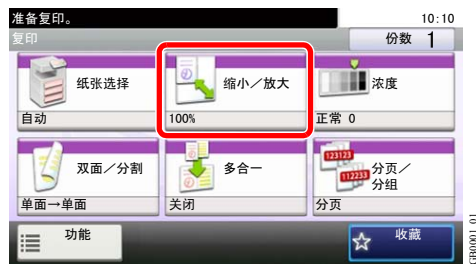 准备复印。 10:10
复印 份数 1
纸张选择 缩小／放大 浓度
自动 100% 正常 0
双面／分割 多合一 分页／
分组
单面→单面 关闭 分页
功能 收藏
123123
112233